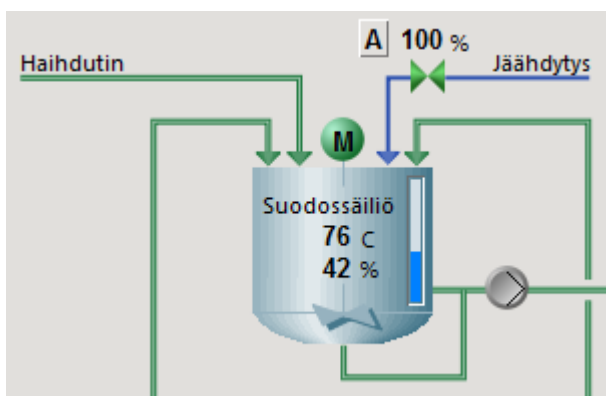 A 100 %
Haihdutin
Jäähdytys
M
Suodossäiliö
76 C
42 %